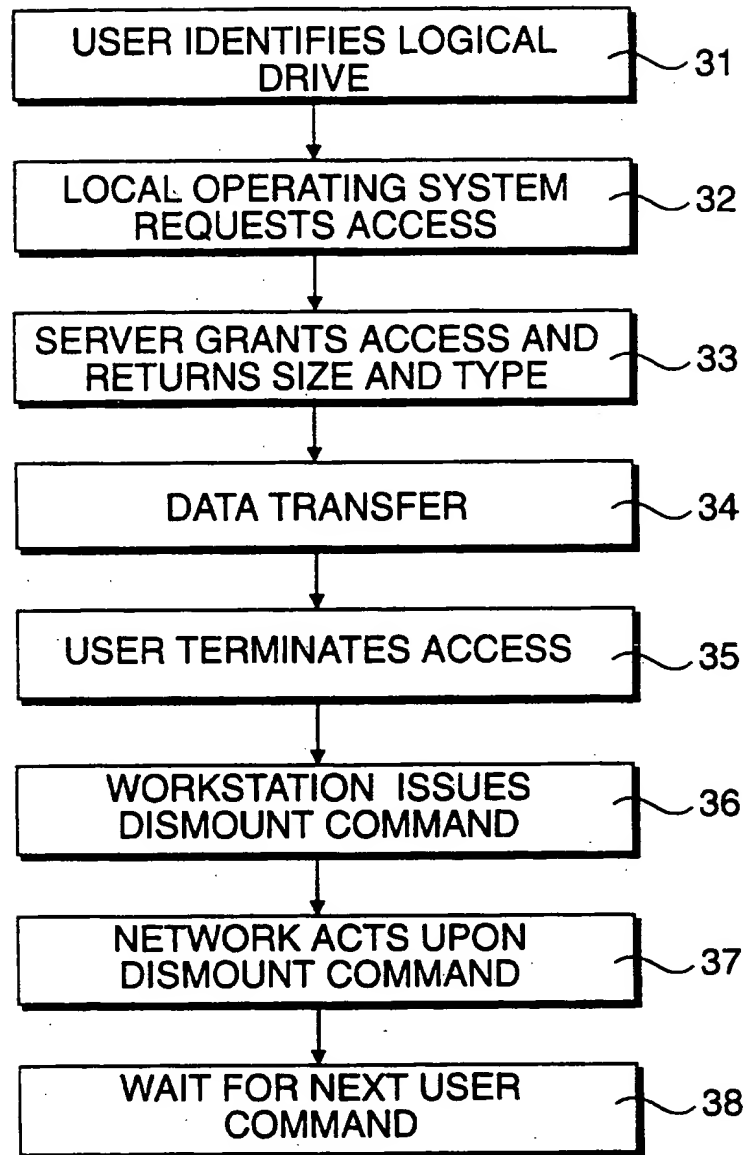 USER IDENTIFIES LOGICAL
DRIVE
31
LOCAL OPERATING SYSTEM
REQUESTS ACCESS
32
SERVER GRANTS ACCESS AND
RETURNS SIZE AND TYPE
33
DATA TRANSFER
34
USER TERMINATES ACCESS
35
WORKSTATION ISSUES
DISMOUNT COMMAND
36
NETWORK ACTS UPON
DISMOUNT COMMAND
37
WAIT FOR NEXT USER
COMMAND
38